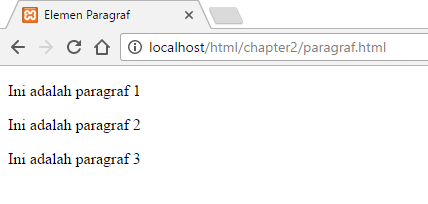 Elemen Paragraf
localhost/html/chapter2/paragraf.html
Ini adalah paragraf 1
Ini adalah paragraf 2
Ini adalah paragraf 3